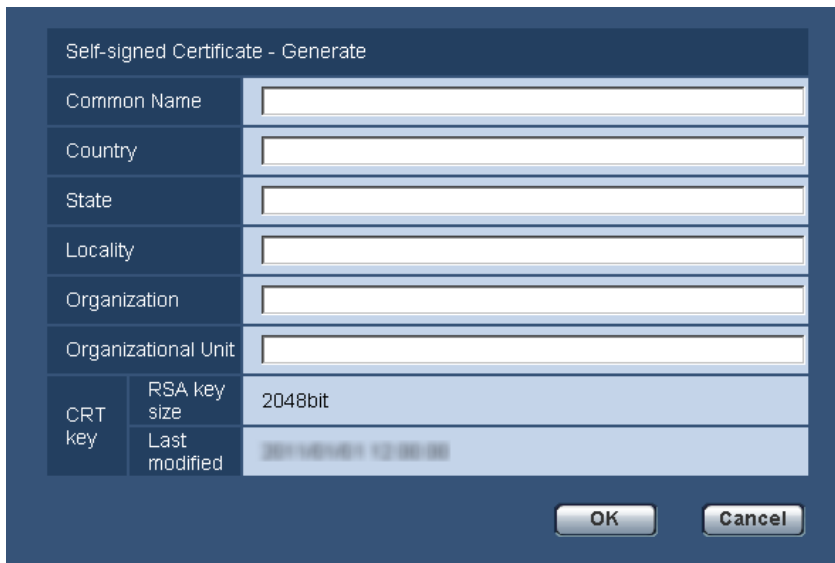 Self-signed Certificate - Generate
Common Name
Country
State
Locality
Organization
Organizational Unit
CRT key
RSA key size
2048bit
Last modified
OK
Cancel